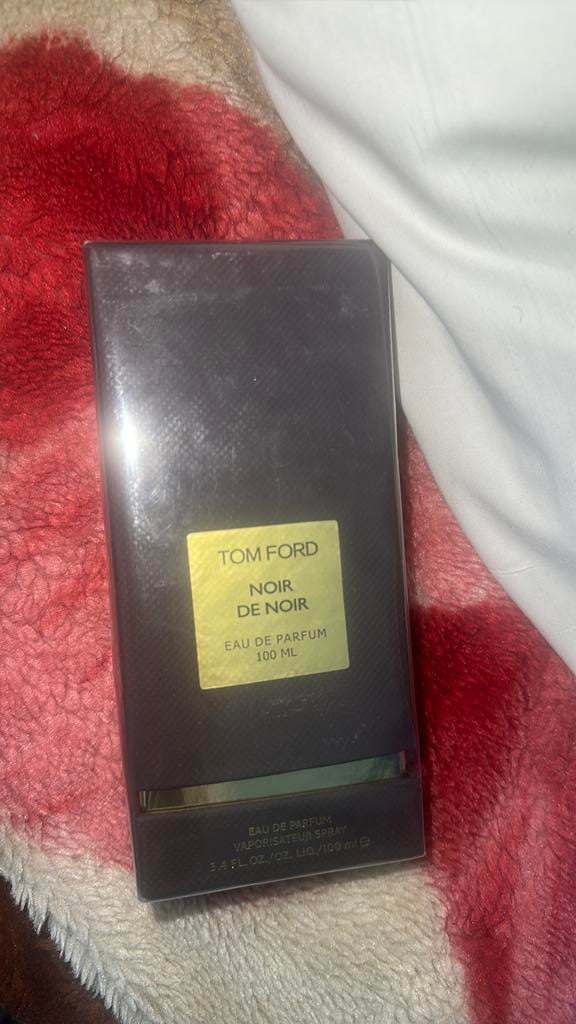 TOM FORD
NOIR
DE NOIR
EAU DE PARFUM
100 ML
EAU DE PARFUM
VAPORISATEUR SPRAY
3.4 FL. OZ./OZ. LIQ./100 ml ℮